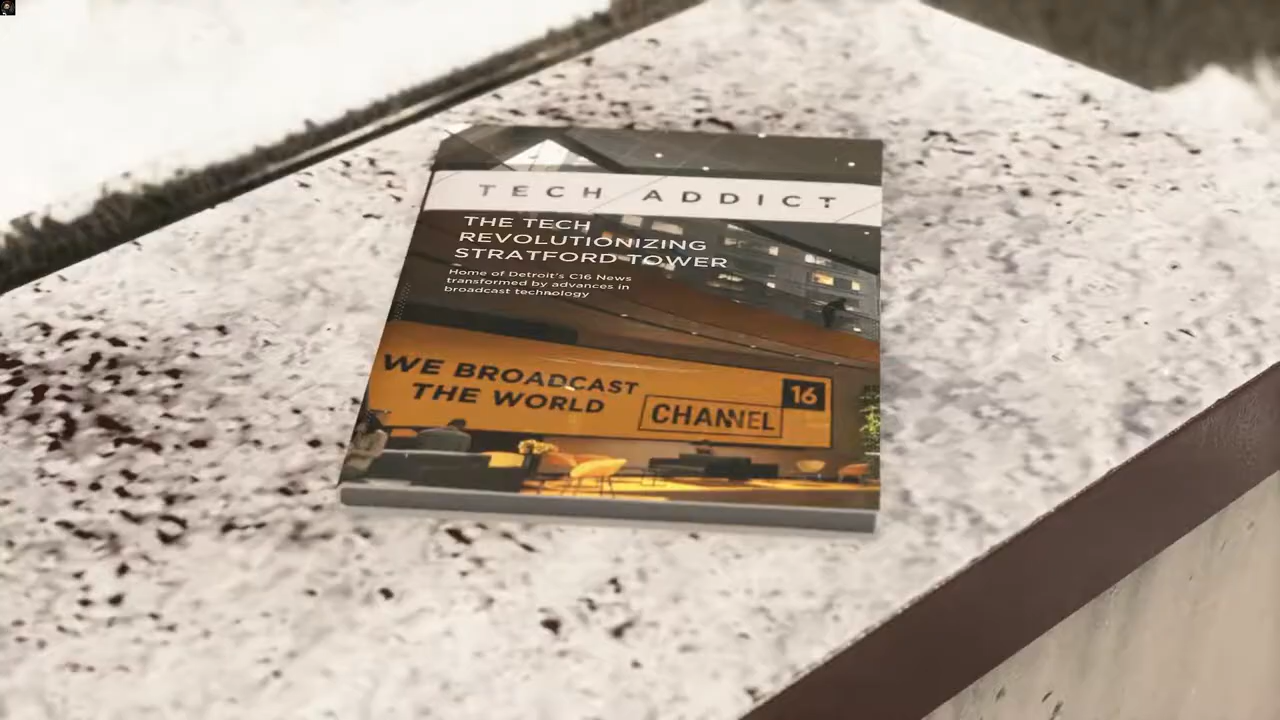 TECH ADDICT
THE TECH
REVOLUTIONIZING
STRATFORD TOWER
Home of Detroit's C16 News
transformed by advances in
broadcast technology
WE BROADCAST
THE WORLD
CHANNEL
16